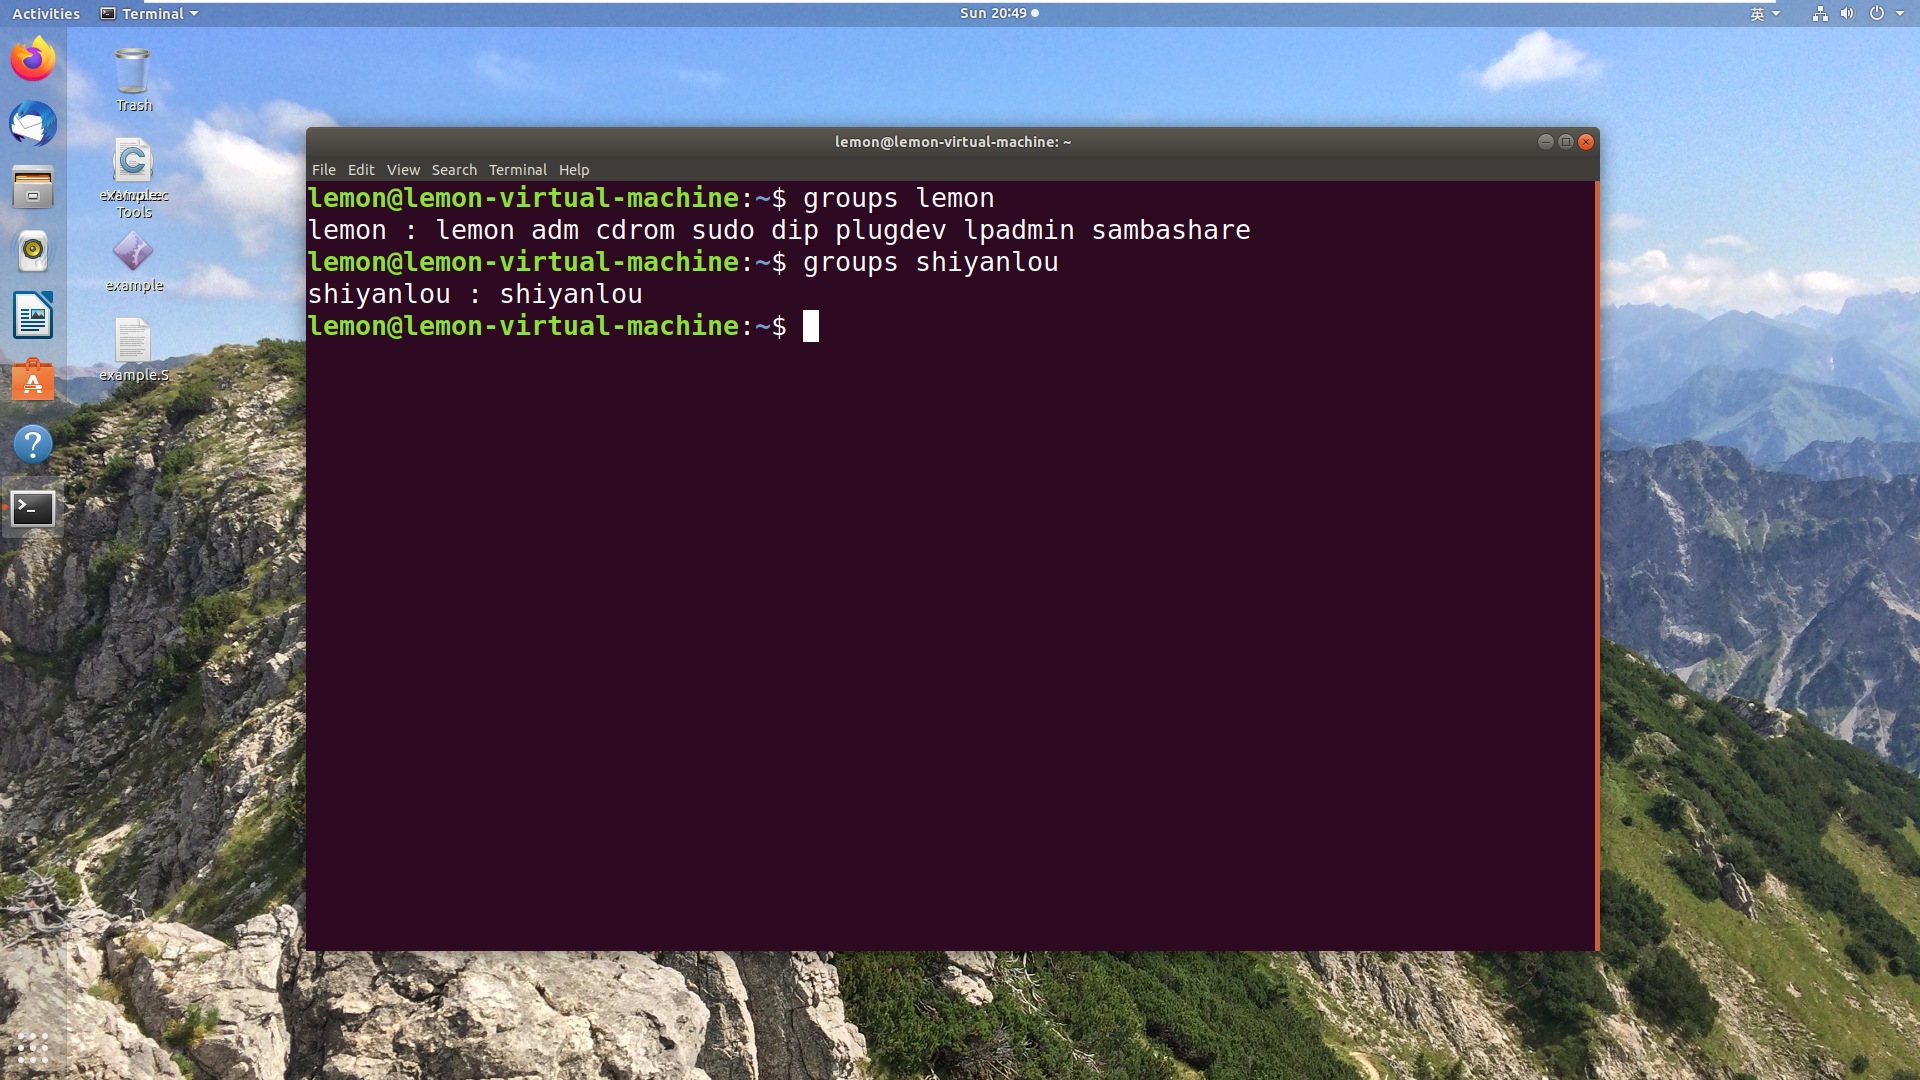 Activities Terminal Sun 20:49 英
Trash
Tools
example
example.S
lemon@lemon-virtual-machine: ~
File Edit View Search Terminal Help
lemon@lemon-virtual-machine:~$ groups lemon
lemon : lemon adm cdrom sudo dip plugdev lpadmin sambashare
lemon@lemon-virtual-machine:~$ groups shiyanlou
shiyanlou : shiyanlou
lemon@lemon-virtual-machine:~$